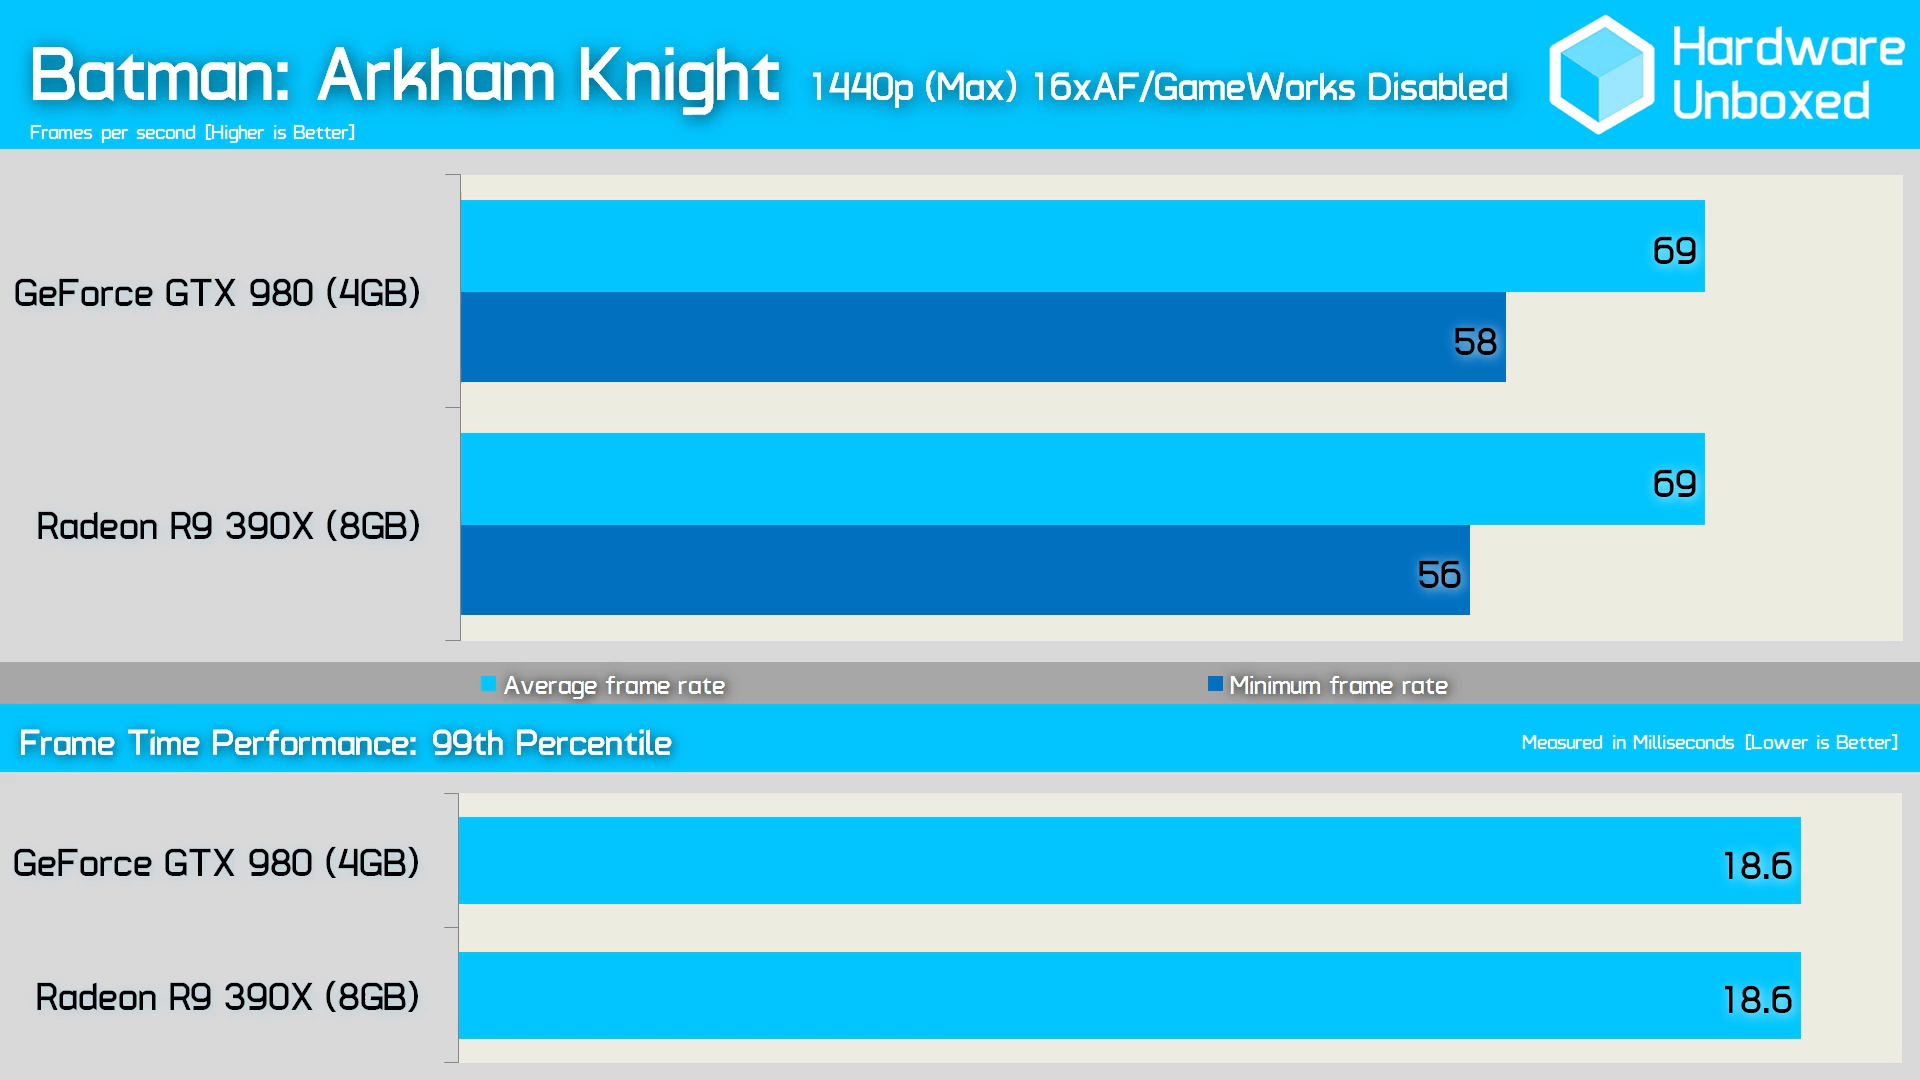 Batman: Arkham Knight 1440p (Max) 16xAF/GameWorks Disabled
Hardware
Unboxed
Frames per second [Higher is Better]
GeForce GTX 980 (4GB)
69
58
Radeon R9 390X (8GB)
69
56
Average frame rate
Minimum frame rate
Frame Time Performance: 99th Percentile
Measured in Milliseconds [Lower is Better]
GeForce GTX 980 (4GB)
18.6
Radeon R9 390X (8GB)
18.6